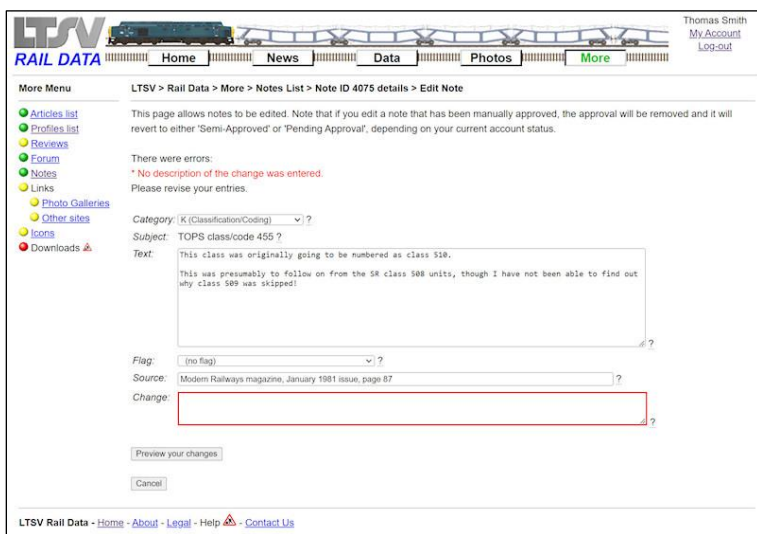 LTSV
RAIL DATA
Home
News
Data
Photos
More
Thomas Smith
My Account
Log-out
More Menu
Articles list
Profiles list
Reviews
Forum
Notes
Links
Photo Galleries
Other sites
Icons
Downloads
LTSV > Rail Data > More > Notes List > Note ID 4075 details > Edit Note
This page allows notes to be edited. Note that if you edit a note that has been manually approved, the approval will be removed and it will
revert to either 'Semi-Approved' or 'Pending Approval', depending on your current account status.
There were errors:
* No description of the change was entered.
Please revise your entries.
Category: K (Classification/Coding) ?
Subject: TOPS class/code 455 ?
Text: This class was originally going to be numbered as class 510.
This was presumably to follow on from the SR class 508 units, though I have not been able to find out
why class 509 was skipped!
?
Flag: (no flag) ?
Source: Modern Railways magazine, January 1981 issue, page 87 ?
Change: ?
Preview your changes
Cancel
LTSV Rail Data - Home - About - Legal - Help - Contact Us